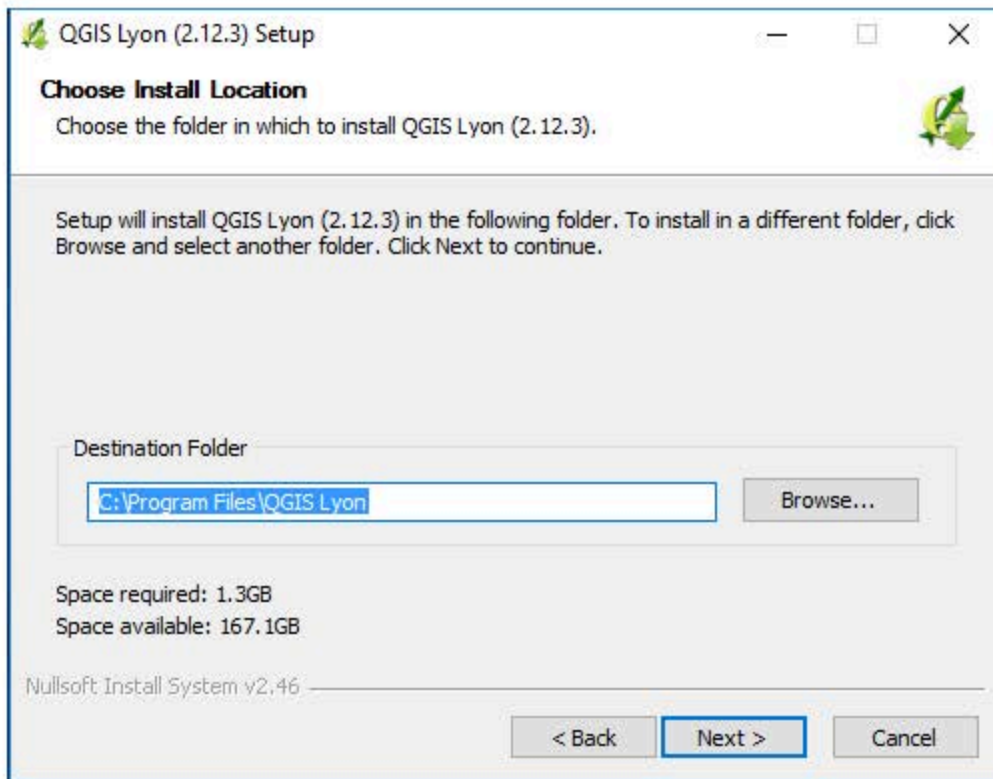 QGIS Lyon (2.12.3) Setup
Choose Install Location
Choose the folder in which to install QGIS Lyon (2.12.3).
Setup will install QGIS Lyon (2.12.3) in the following folder. To install in a different folder, click
Browse and select another folder. Click Next to continue.
Destination Folder
C:\Program Files\QGIS Lyon
Browse...
Space required: 1.3GB
Space available: 167.1GB
Nullsoft Install System v2.46
< Back
Next >
Cancel